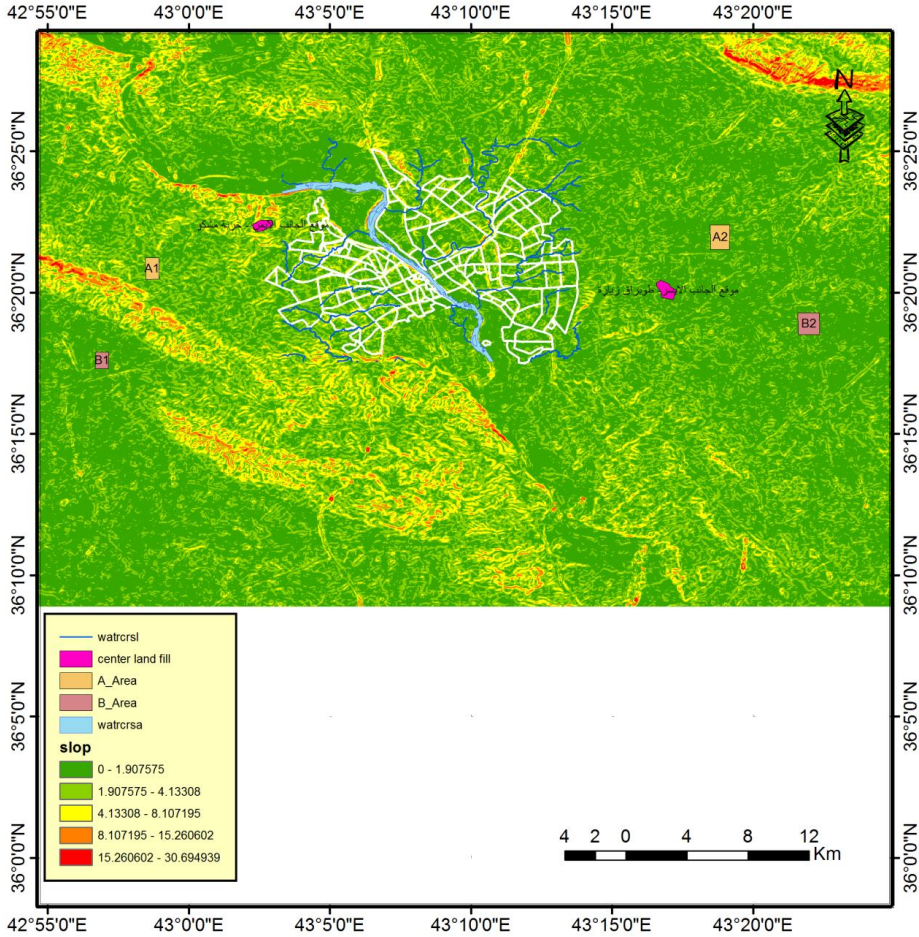 42°55'0"E 43°0'0"E 43°5'0"E 43°10'0"E 43°15'0"E 43°20'0"E
N
36°25'0"N 36°25'0"N
موقع الجانب
A2
A1
36°20'0"N 36°20'0"N
موقع الجانب
B2
B1
36°15'0"N 36°15'0"N
36°10'0"N 36°10'0"N
watrcrsl
center land fill
A_Area
B_Area
watrcrsa
slop
0 - 1.907575
1.907575 - 4.13308
4.13308 - 8.107195
8.107195 - 15.260602
15.260602 - 30.694939
36°5'0"N 36°5'0"N
4 2 0 4 8 12
Km
36°0'0"N 36°0'0"N
42°55'0"E 43°0'0"E 43°5'0"E 43°10'0"E 43°15'0"E 43°20'0"E